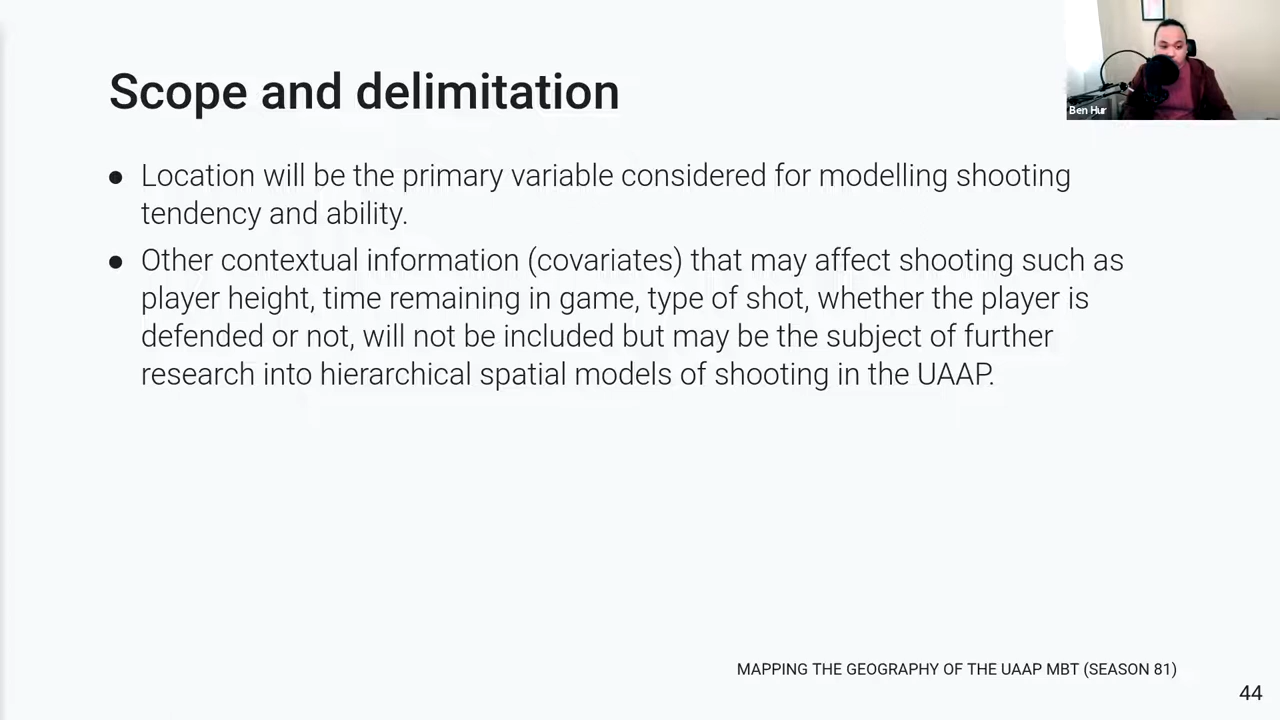 Scope and delimitation
Ben Hur
● Location will be the primary variable considered for modelling shooting
tendency and ability.
● Other contextual information (covariates) that may affect shooting such as
player height, time remaining in game, type of shot, whether the player is
defended or not, will not be included but may be the subject of further
research into hierarchical spatial models of shooting in the UAAP.
MAPPING THE GEOGRAPHY OF THE UAAP MBT (SEASON 81)
44